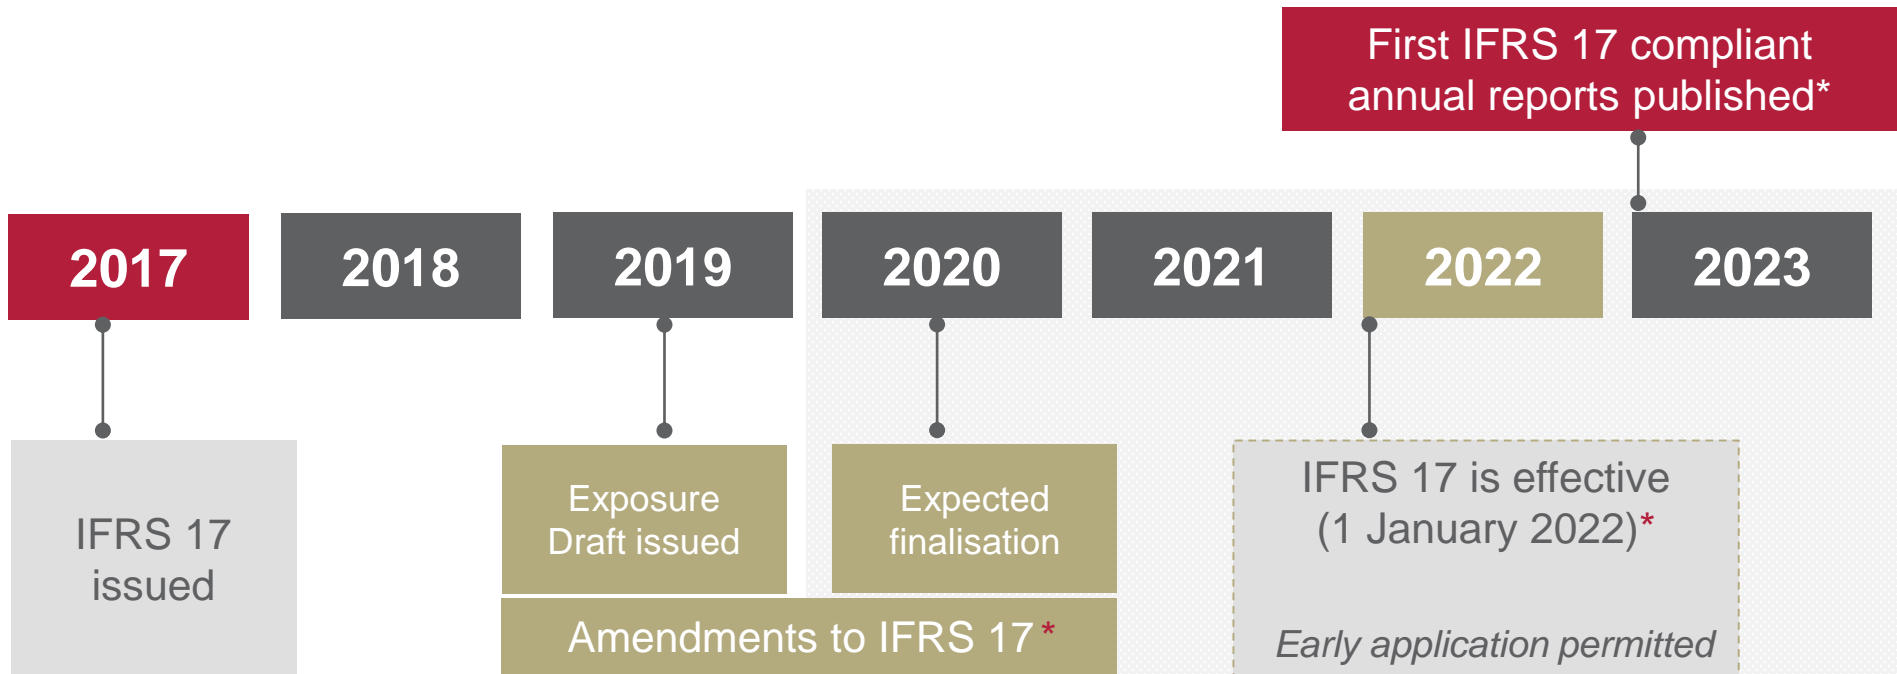 First IFRS 17 compliant
annual reports published*
2017
2018
2019
2020
2021
2022
2023
IFRS 17
issued
Exposure
Draft issued
Expected
finalisation
Amendments to IFRS 17 *
IFRS 17 is effective
(1 January 2022)*
Early application permitted